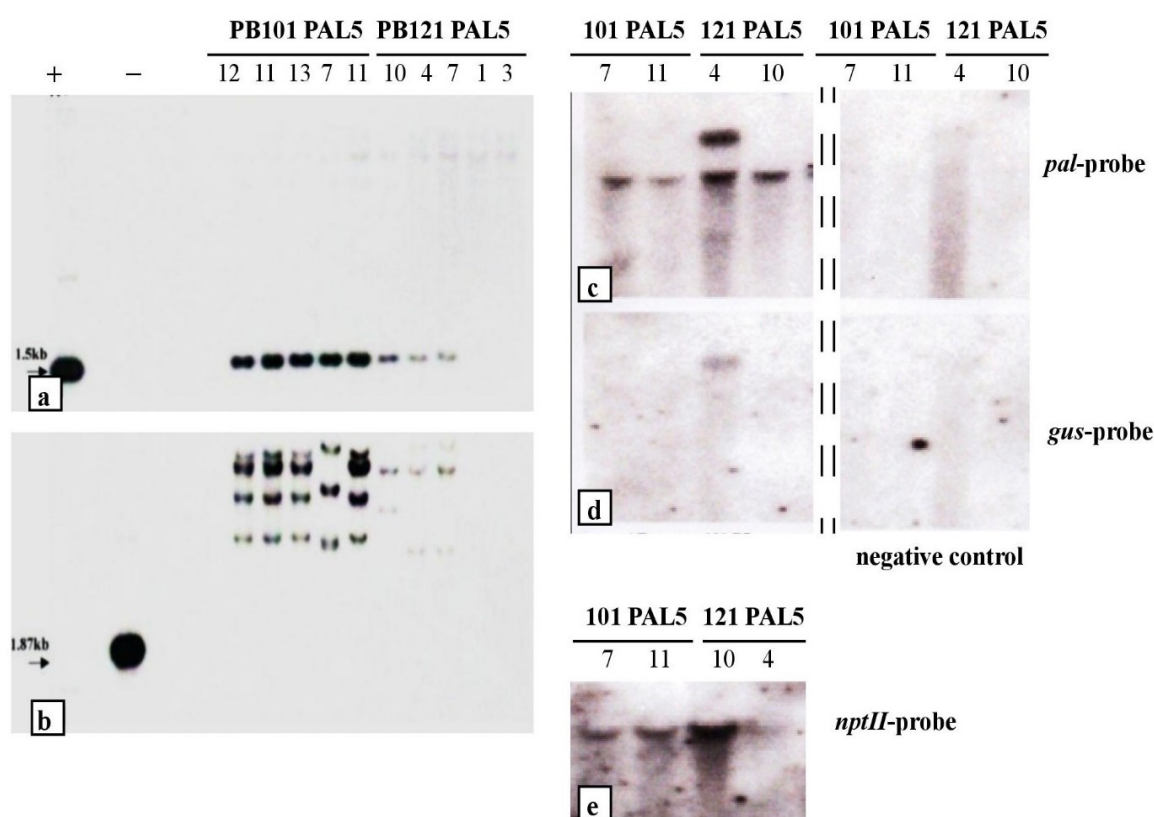 PB101 PAL5 PB121 PAL5
+ − 12 11 13 7 11 10 4 7 1 3
1.5kb
a
1.87kb
b
101 PAL5 121 PAL5 101 PAL5 121 PAL5
7 11 4 10 7 11 4 10
pal-probe
c
gus-probe
d
negative control
101 PAL5 121 PAL5
7 11 10 4
nptII-probe
e